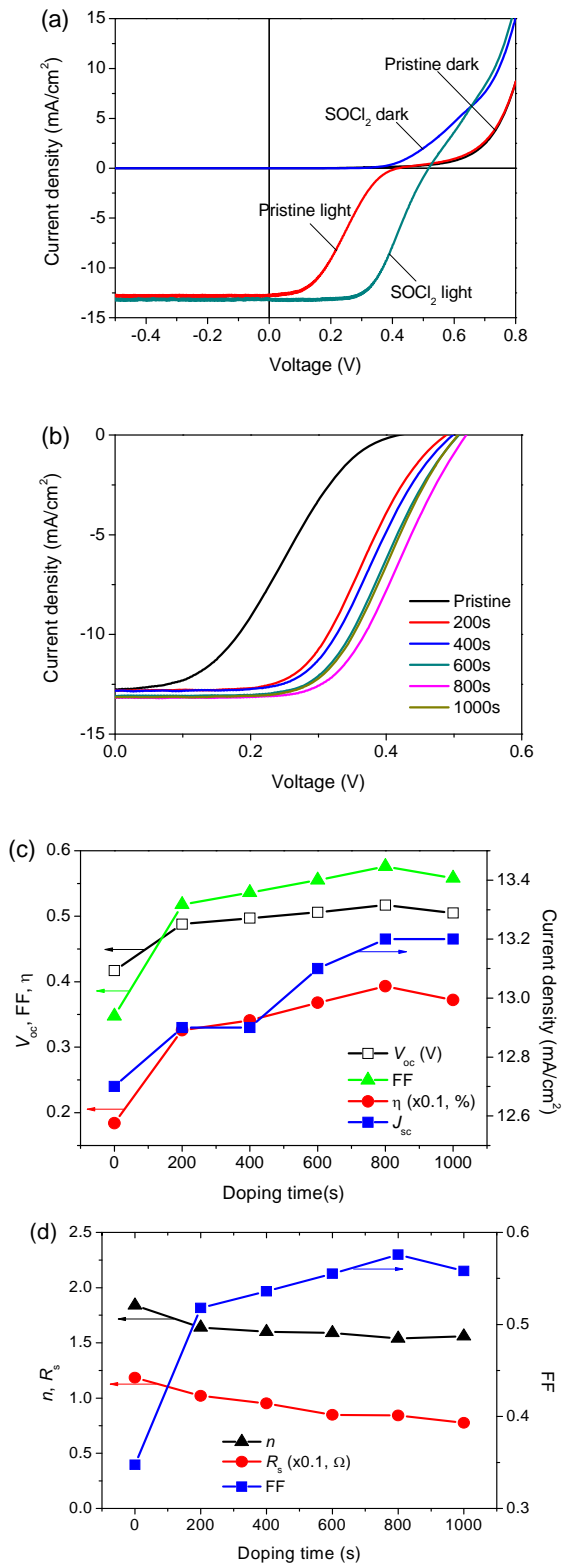 (a)
15
10
5
0
-5
-10
-15
Current density (mA/cm²)
Pristine dark
SOCl₂ dark
Pristine light
SOCl₂ light
-0.4 -0.2 0.0 0.2 0.4 0.6 0.8
Voltage (V)
(b)
0
-5
-10
-15
Current density (mA/cm²)
Pristine
200s
400s
600s
800s
1000s
0.0 0.2 0.4 0.6
Voltage (V)
(c)
0.6
0.5
0.4
0.3
0.2
V_oc, FF, η
13.4
13.2
13.0
12.8
12.6
Current density (mA/cm²)
V_oc (V)
FF
η (x0.1, %)
J_sc
0 200 400 600 800 1000
Doping time(s)
(d)
2.5
2.0
1.5
1.0
0.5
0.0
n, R_s
0.6
0.5
0.4
0.3
FF
n
R_s (x0.1, Ω)
FF
0 200 400 600 800 1000
Doping time (s)